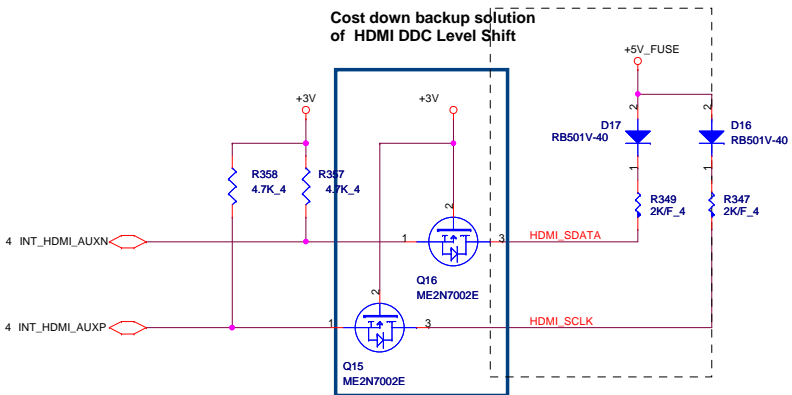 Cost down backup solution
of HDMI DDC Level Shift
+5V_FUSE
+3V
+3V
2
2
D17
RB501V-40
D16
RB501V-40
1
1
R358
4.7K_4
R357
4.7K_4
R349
2K/F_4
R347
2K/F_4
2
4 INT_HDMI_AUXN
1
3
HDMI_SDATA
Q16
ME2N7002E
2
4 INT_HDMI_AUXP
1
3
HDMI_SCLK
Q15
ME2N7002E